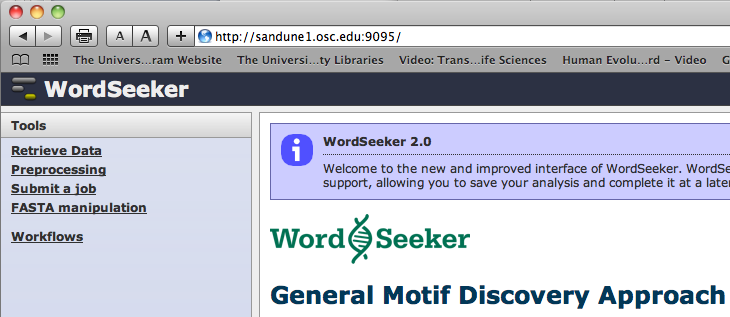 A A + http://sandune1.osc.edu:9095/
The Univers...ram Website The Universi...ty Libraries Video: Trans...ife Sciences Human Evolu...rd – Video G
WordSeeker
Tools
Retrieve Data
Preprocessing
Submit a job
FASTA manipulation
Workflows
WordSeeker 2.0
Welcome to the new and improved interface of WordSeeker. WordSe
support, allowing you to save your analysis and complete it at a later
Word Seeker
General Motif Discovery Approach